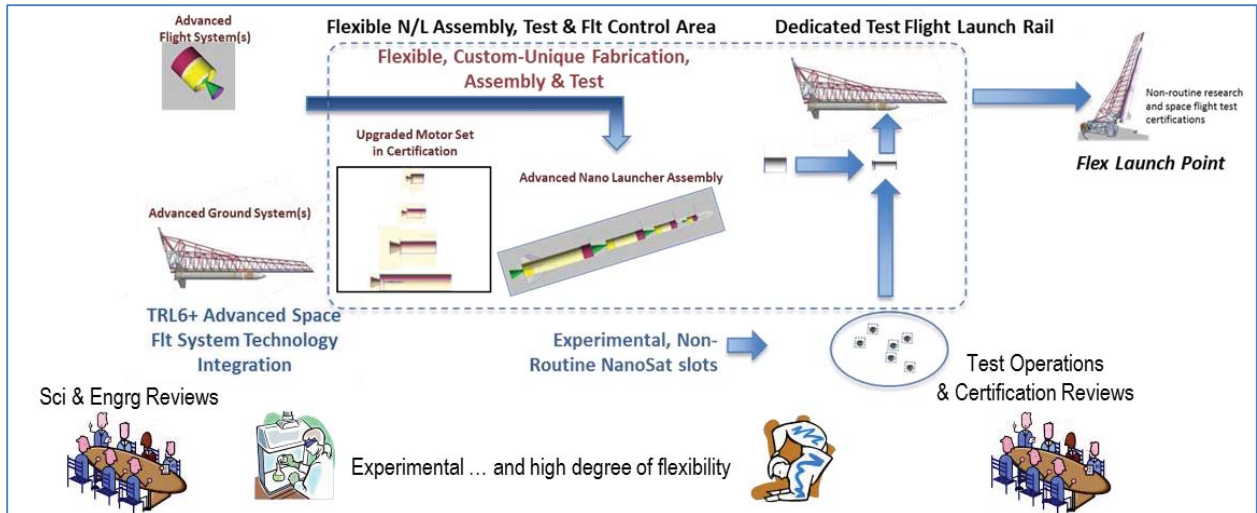 Advanced
Flight System(s)
Flexible N/L Assembly, Test & Flt Control Area
Flexible, Custom-Unique Fabrication,
Assembly & Test
Dedicated Test Flight Launch Rail
Non-routine research
and space flight test
certifications
Flex Launch Point
Upgraded Motor Set
in Certification
Advanced Nano Launcher Assembly
Advanced Ground System(s)
TRL6+ Advanced Space
Flt System Technology
Integration
Experimental, Non-
Routine NanoSat slots
Test Operations
& Certification Reviews
Sci & Engrg Reviews
Experimental ... and high degree of flexibility